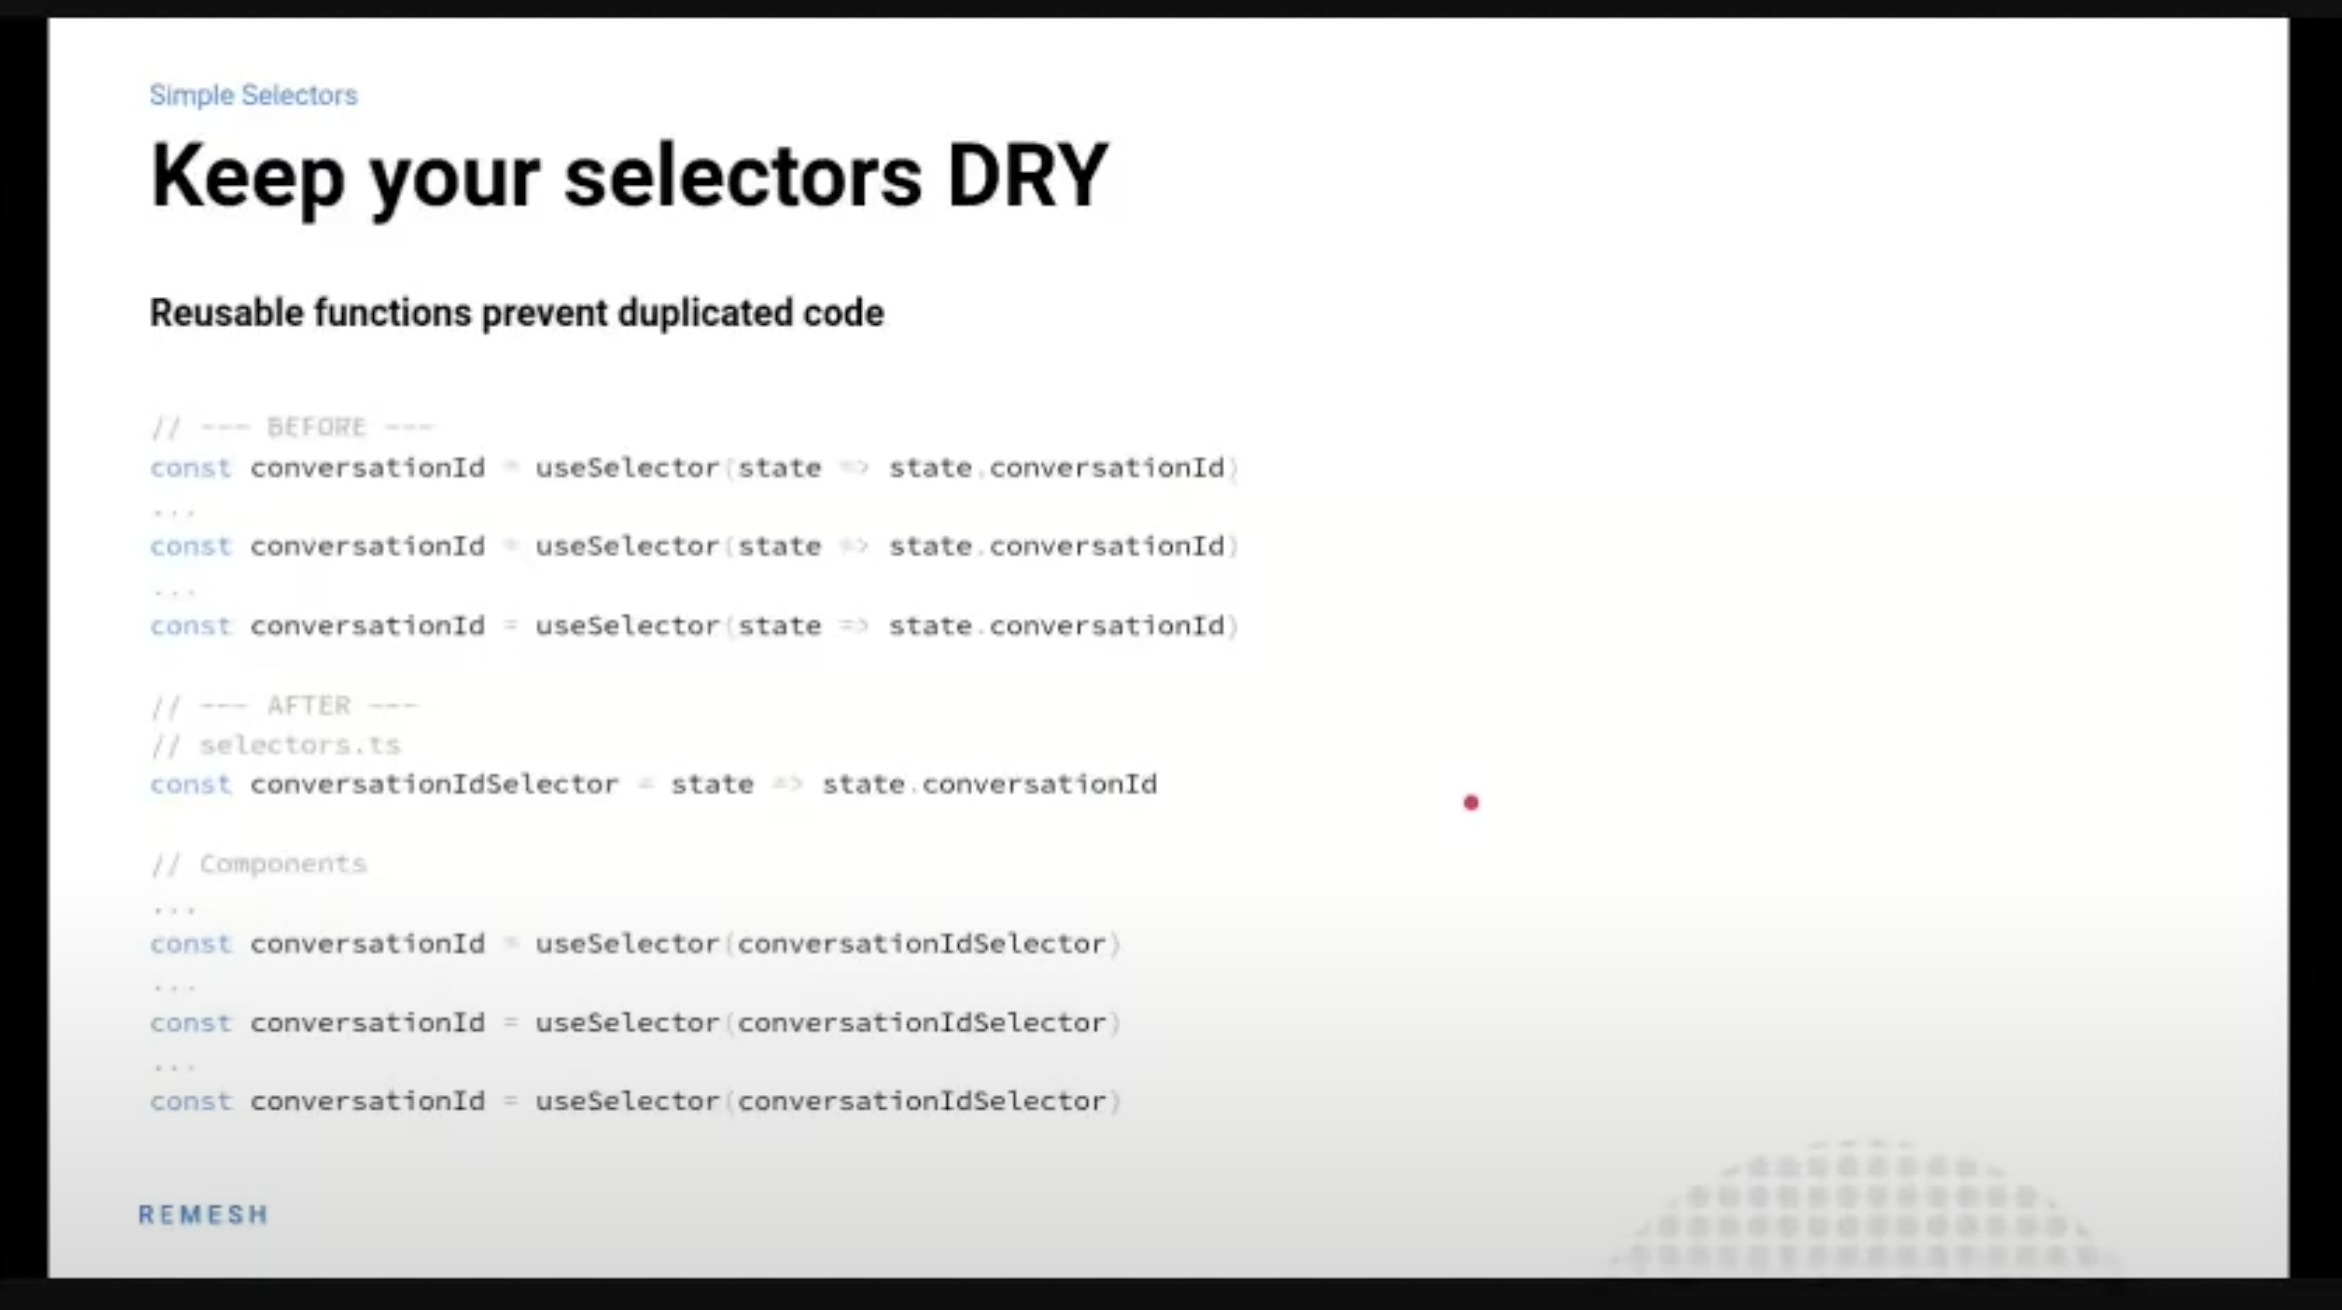 Simple Selectors
Keep your selectors DRY
Reusable functions prevent duplicated code
// --- BEFORE ---
const conversationId = useSelector(state => state.conversationId)
...
const conversationId = useSelector(state => state.conversationId)
...
const conversationId = useSelector(state => state.conversationId)
// --- AFTER ---
// selectors.ts
const conversationIdSelector = state => state.conversationId
// Components
...
const conversationId = useSelector(conversationIdSelector)
...
const conversationId = useSelector(conversationIdSelector)
...
const conversationId = useSelector(conversationIdSelector)
REMESH